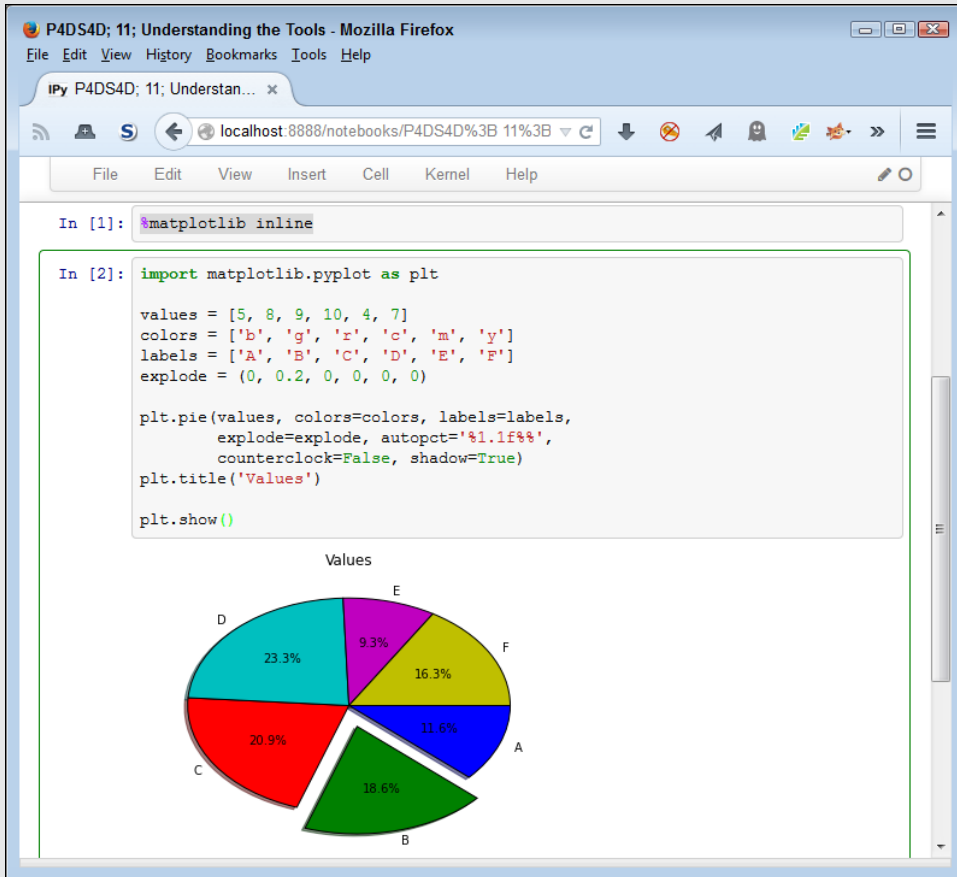 P4DS4D; 11; Understanding the Tools - Mozilla Firefox
File Edit View History Bookmarks Tools Help
IPy P4DS4D; 11; Understan... ×
S localhost:8888/notebooks/P4DS4D%3B 11%3B
File Edit View Insert Cell Kernel Help
In [1]: %matplotlib inline
In [2]: import matplotlib.pyplot as plt
values = [5, 8, 9, 10, 4, 7]
colors = ['b', 'g', 'r', 'c', 'm', 'y']
labels = ['A', 'B', 'C', 'D', 'E', 'F']
explode = (0, 0.2, 0, 0, 0, 0)
plt.pie(values, colors=colors, labels=labels,
explode=explode, autopct='%1.1f%%',
counterclock=False, shadow=True)
plt.title('Values')
plt.show()
Values
E
D
9.3%
F
23.3%
16.3%
11.6%
20.9%
A
C
18.6%
B